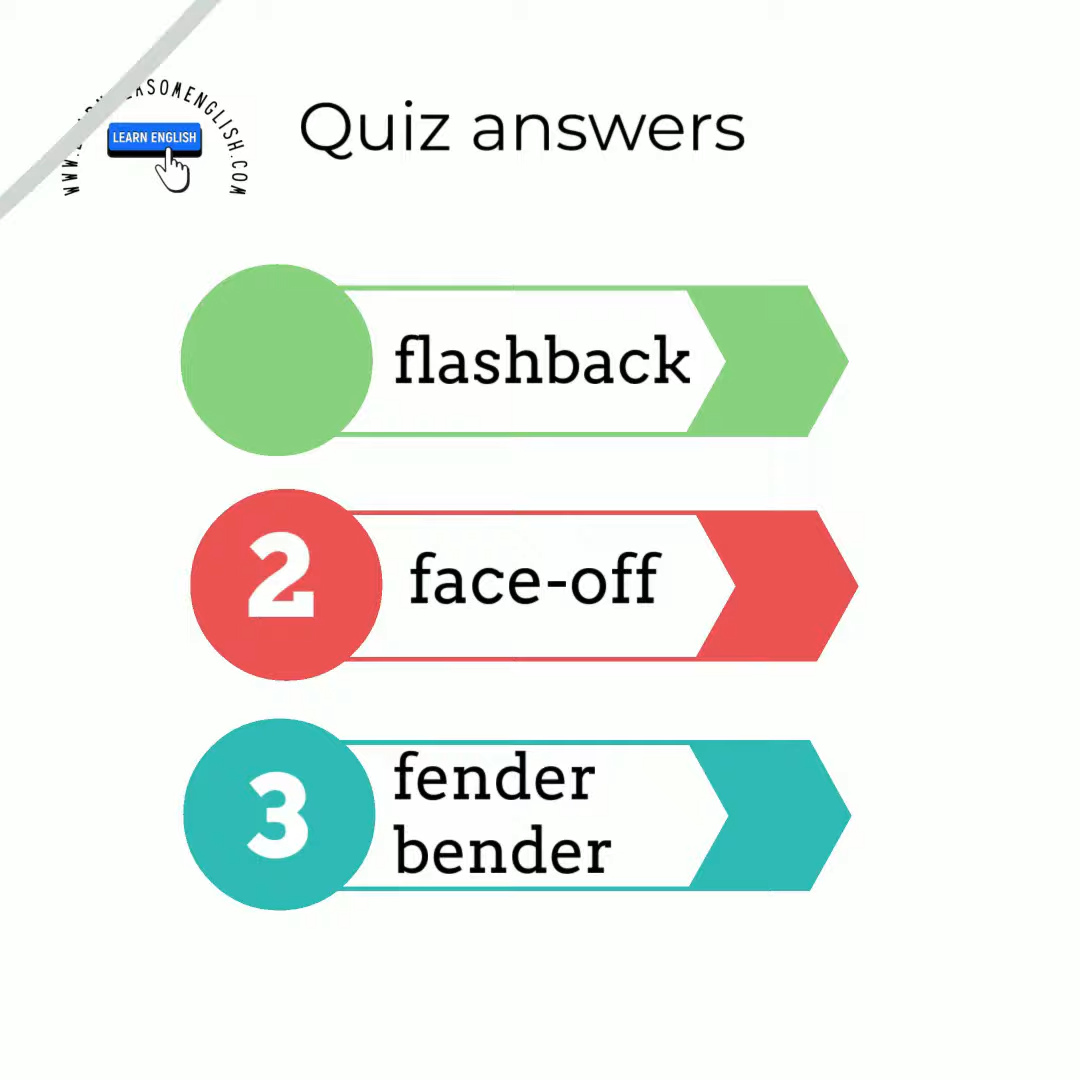 LEARN ENGLISH
Quiz answers
flashback
2
face-off
3
fender
bender